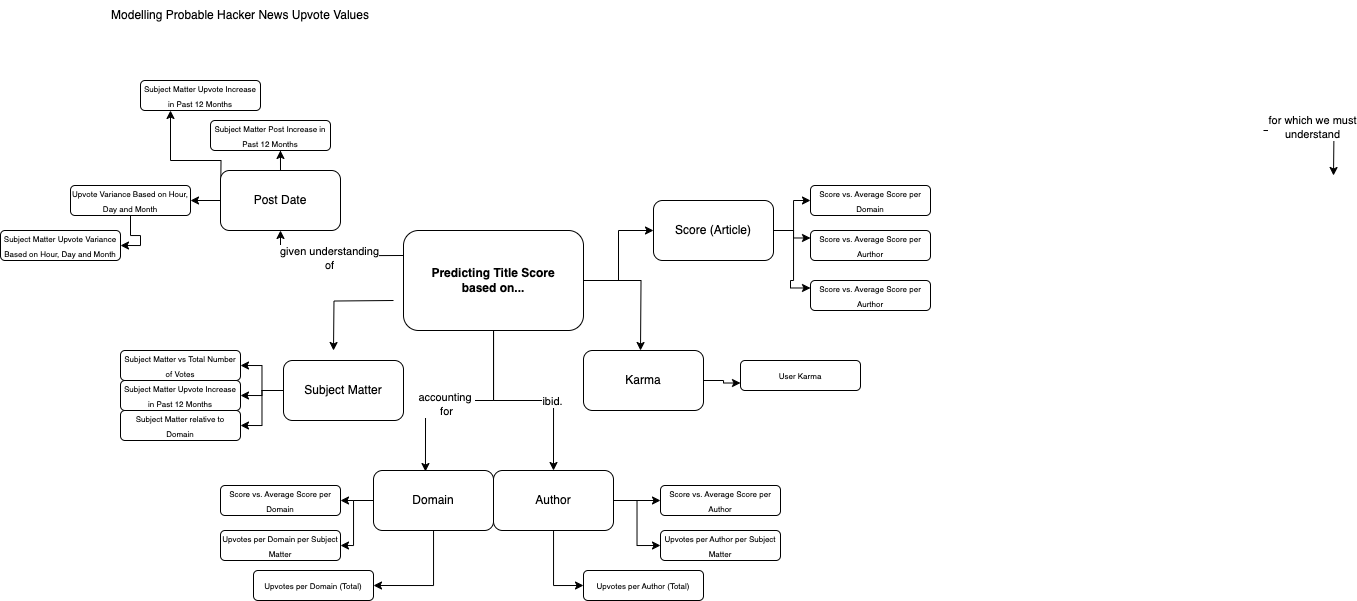 Modelling Probable Hacker News Upvote Values
Subject Matter Upvote Increase
in Past 12 Months
for which we must
understand
Subject Matter Post Increase in
Past 12 Months
Post Date
Upvote Variance Based on Hour,
Day and Month
Subject Matter Upvote Variance
Based on Hour, Day and Month
given understanding
of
Predicting Title Score
based on...
Score (Article)
Score vs. Average Score per
Domain
Score vs. Average Score per
Aurthor
Score vs. Average Score per
Aurthor
Subject Matter vs Total Number
of Votes
Subject Matter Upvote Increase
in Past 12 Months
Subject Matter relative to
Domain
Subject Matter
Karma
User Karma
accounting
for
ibid.
Score vs. Average Score per
Domain
Upvotes per Domain per Subject
Matter
Upvotes per Domain (Total)
Domain
Author
Score vs. Average Score per
Author
Upvotes per Author per Subject
Matter
Upvotes per Author (Total)